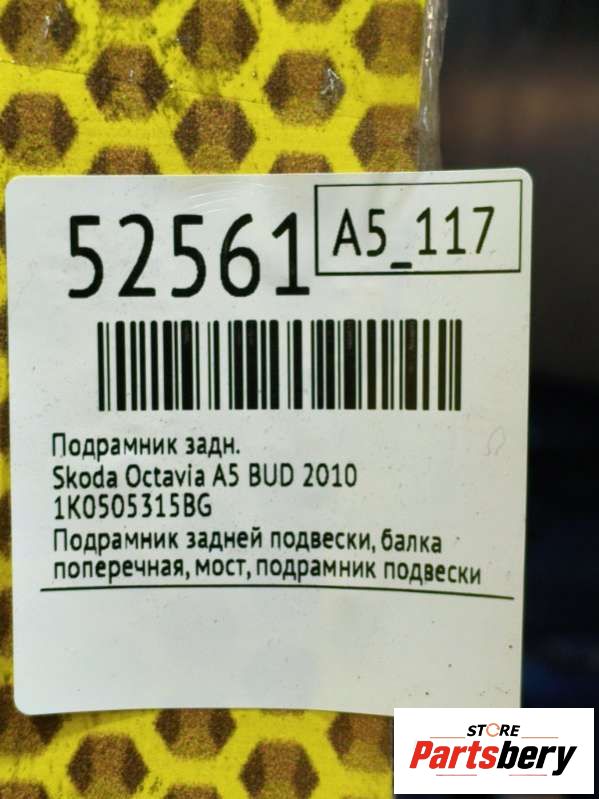 52561
A5_117
Подрамник задн.
Skoda Octavia A5 BUD 2010
1K0505315BG
Подрамник задней подвески, балка
поперечная, мост, подрамник подвески
STORE
Partsbery